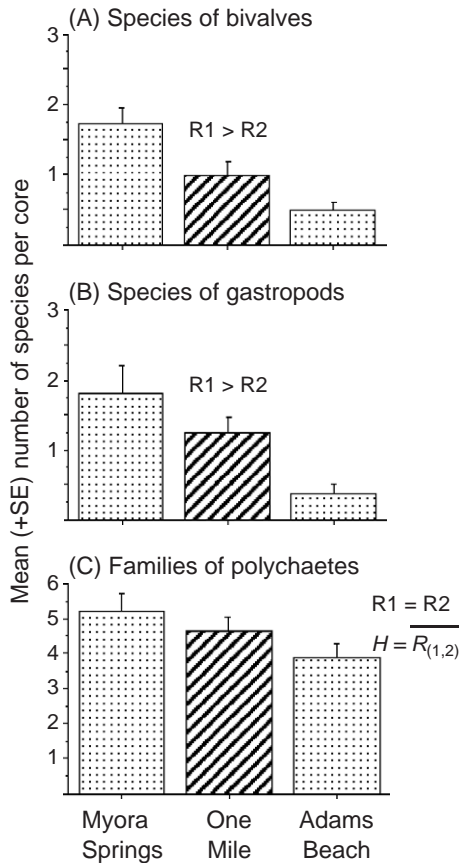 Mean (+SE) number of species per core
(A) Species of bivalves
3
2
1
R1 > R2
(B) Species of gastropods
3
2
1
R1 > R2
(C) Families of polychaetes
6
5
4
3
2
1
R1 = R2
H = R(1,2)
Myora Springs
One Mile
Adams Beach